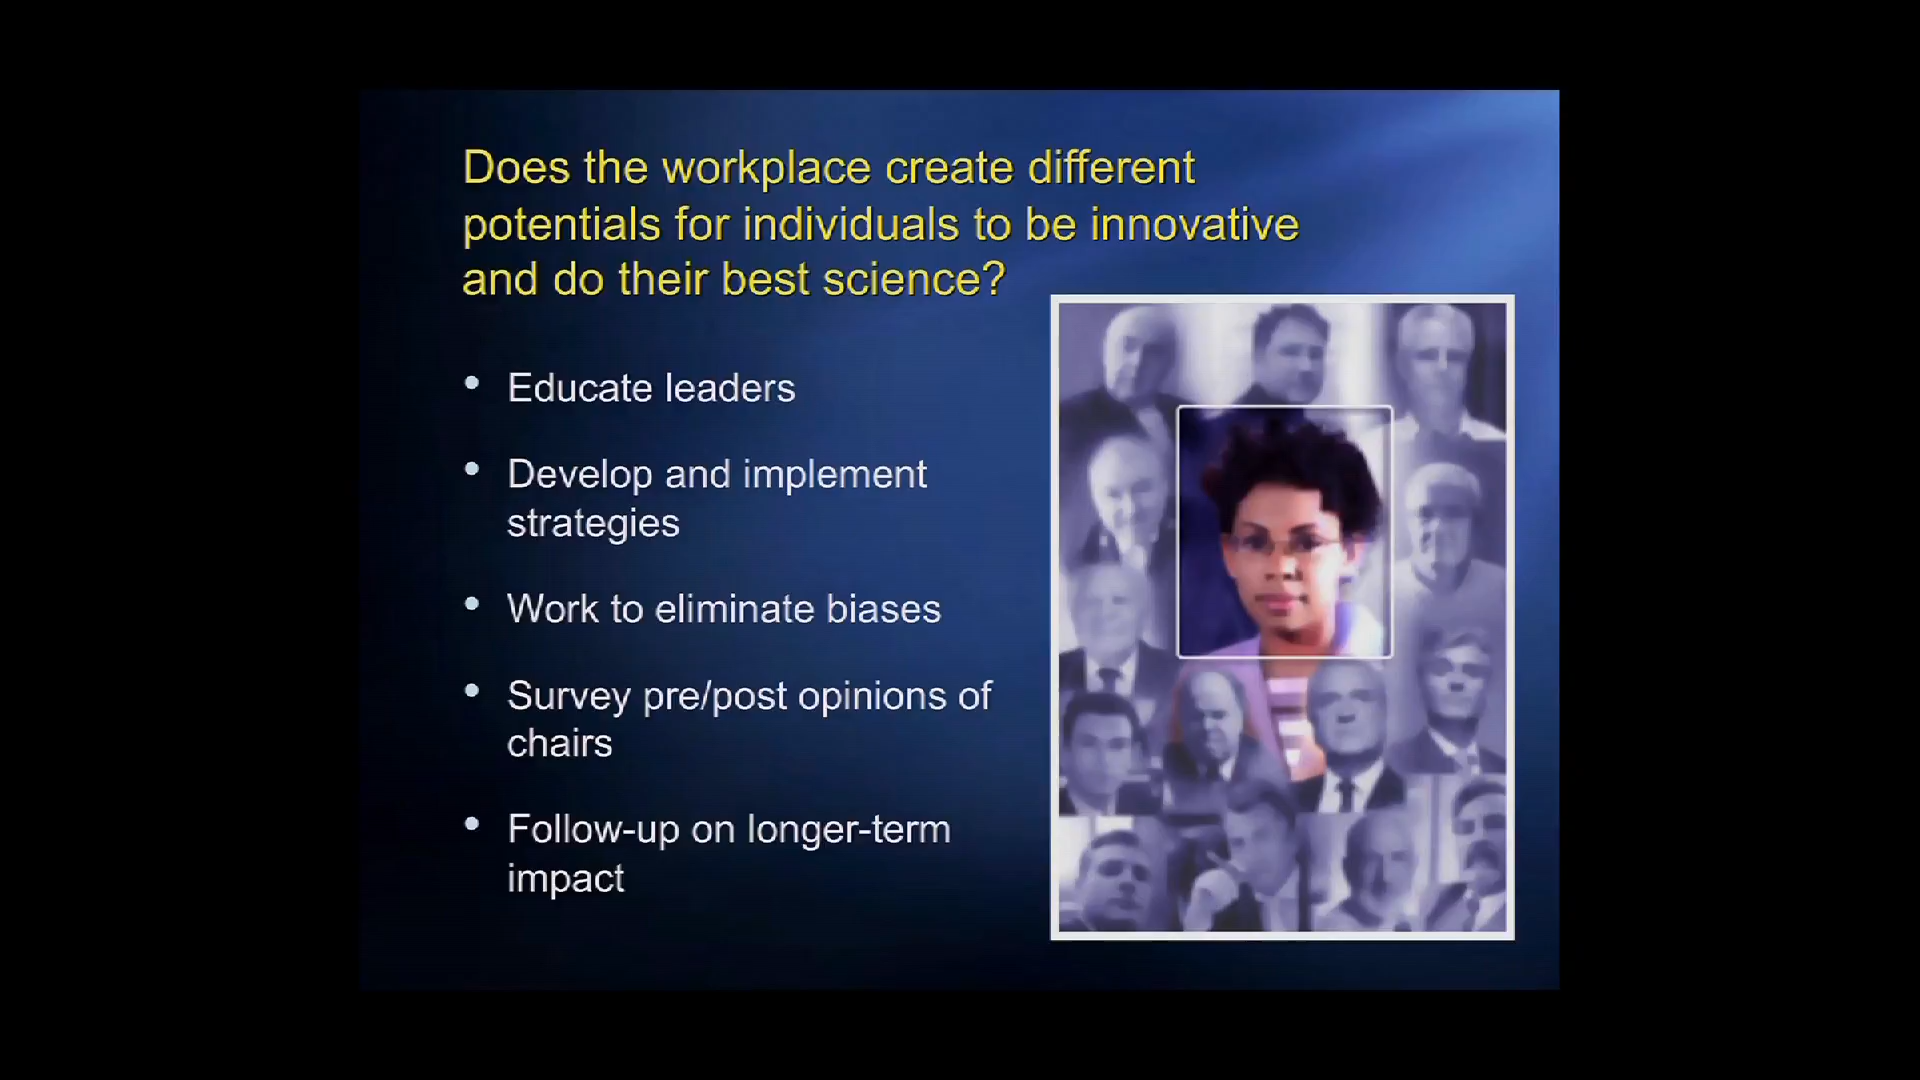 Does the workplace create different
potentials for individuals to be innovative
and do their best science?
• Educate leaders
• Develop and implement
strategies
• Work to eliminate biases
• Survey pre/post opinions of
chairs
• Follow-up on longer-term
impact